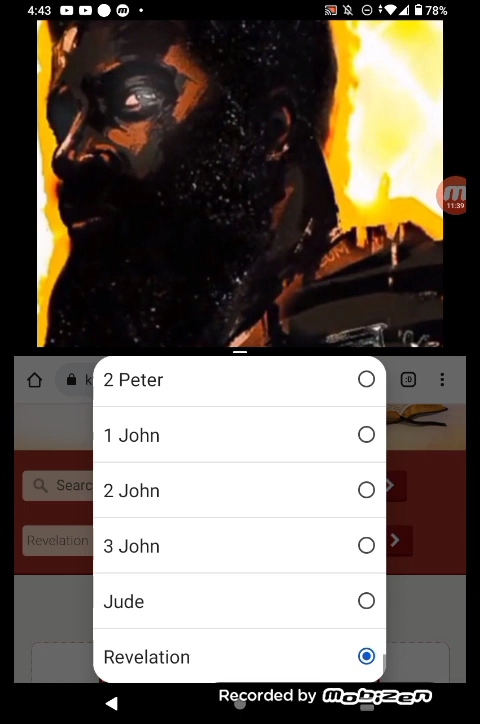 4:43
78%
11:39
:D
2 Peter
1 John
2 John
3 John
Searc
Revelation
Jude
Revelation
Recorded by Mobizen